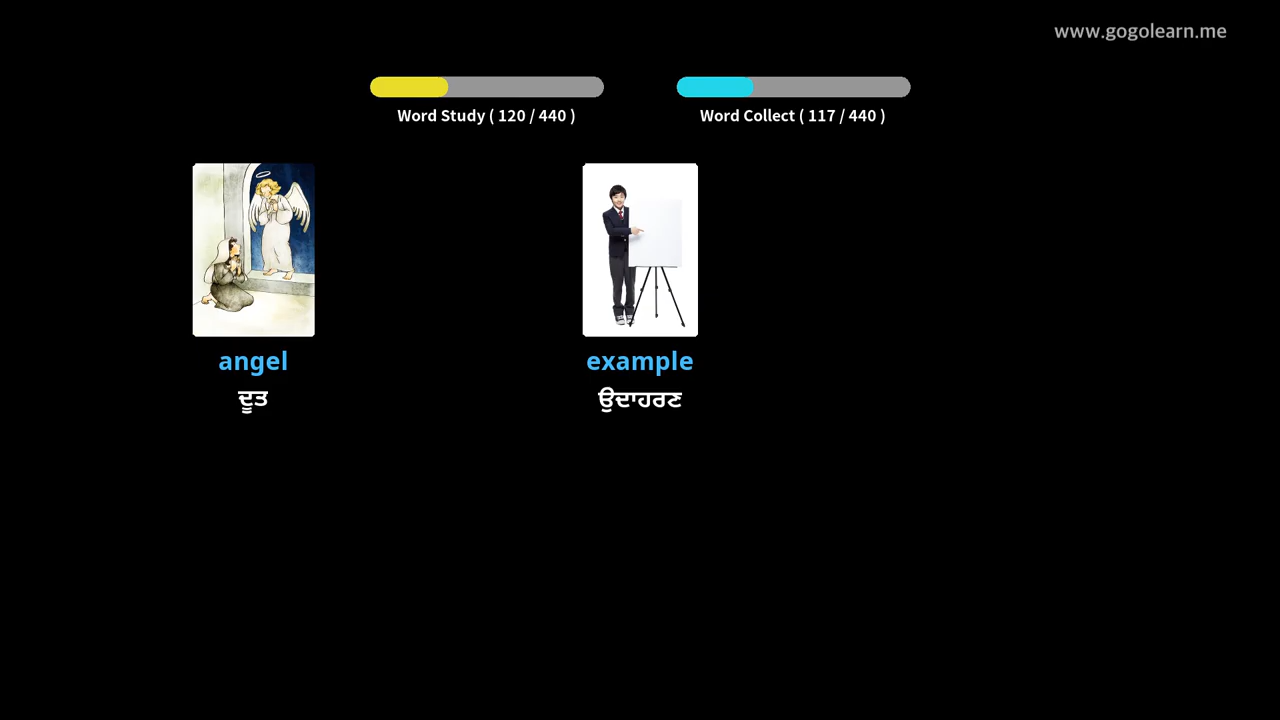 www.gogolearn.me
Word Study ( 120 / 440 )
Word Collect ( 117 / 440 )
angel
ਦੂਤ
example
ਉਦਾਹਰਣ